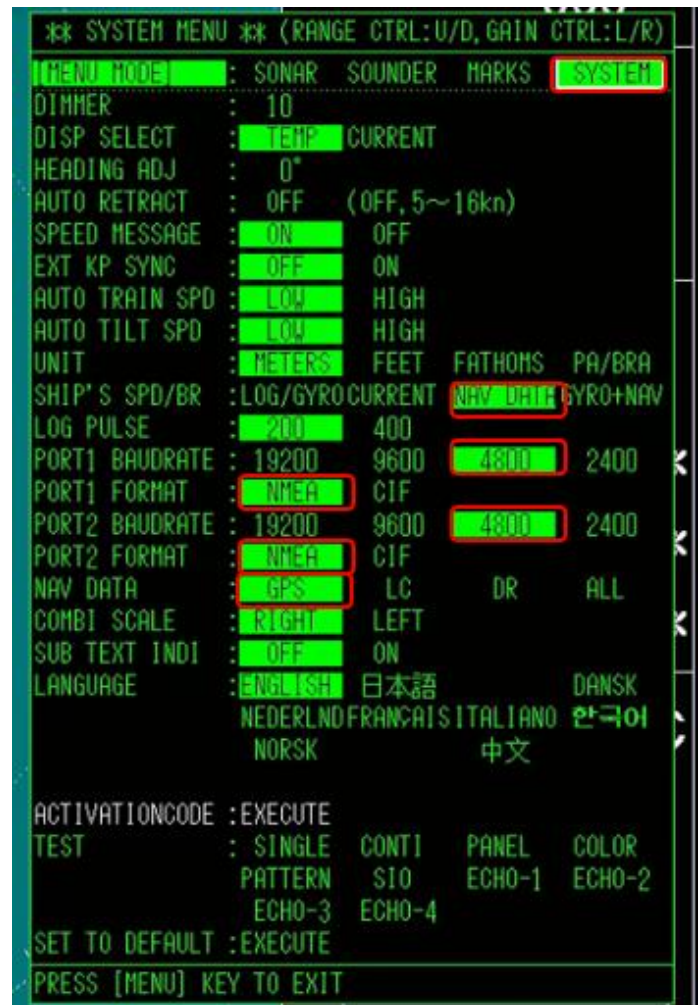 ** SYSTEM MENU ** (RANGE CTRL:U/D,GAIN CTRL:L/R)
[MENU MODE] : SONAR SOUNDER MARKS SYSTEM
DIMMER : 10
DISP SELECT : TEMP CURRENT
HEADING ADJ : 0°
AUTO RETRACT : OFF (OFF,5~16kn)
SPEED MESSAGE : ON OFF
EXT KP SYNC : OFF ON
AUTO TRAIN SPD : LOW HIGH
AUTO TILT SPD : LOW HIGH
UNIT : METERS FEET FATHOMS PA/BRA
SHIP'S SPD/BR :LOG/GYRO CURRENT NAV DATA GYRO+NAV
LOG PULSE : 200 400
PORT1 BAUDRATE : 19200 9600 4800 2400
PORT1 FORMAT : NMEA CIF
PORT2 BAUDRATE : 19200 9600 4800 2400
PORT2 FORMAT : NMEA CIF
NAV DATA : GPS LC DR ALL
COMBI SCALE : RIGHT LEFT
SUB TEXT INDI : OFF ON
LANGUAGE :ENGLISH 日本語 DANSK
NEDERLND FRANÇAIS ITALIANO 한국어
NORSK 中文
ACTIVATIONCODE :EXECUTE
TEST : SINGLE CONTI PANEL COLOR
PATTERN SIO ECHO-1 ECHO-2
ECHO-3 ECHO-4
SET TO DEFAULT :EXECUTE
PRESS [MENU] KEY TO EXIT